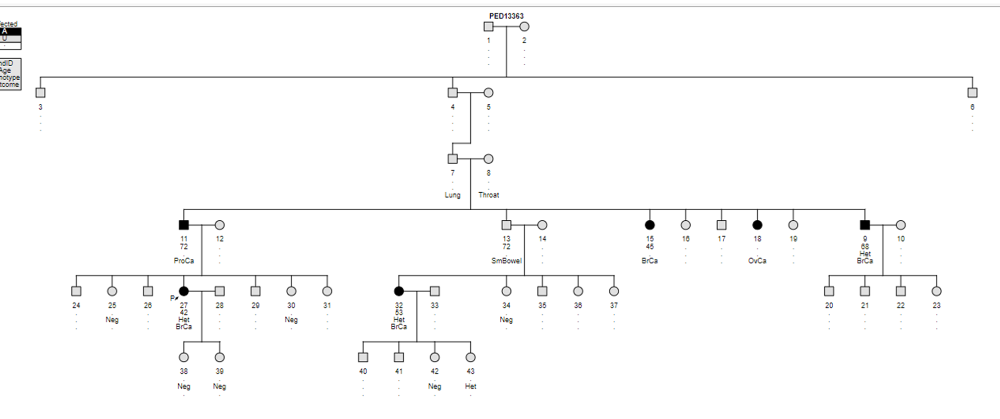 PED13363
fected
A
U
ndID
Age
notype
tcome
1 2
3 4 5 6
7 8
Lung Throat
11 12 13 14 15 16 17 18 19 9 10
72 72 45 68
Het
ProCa SmBowel BrCa OvCa BrCa
24 25 26 27 28 29 30 31 32 33 34 35 36 37 20 21 22 23
P
42 53
Neg Het Neg Het Neg
BrCa BrCa
38 39 40 41 42 43
Neg Neg Neg Het